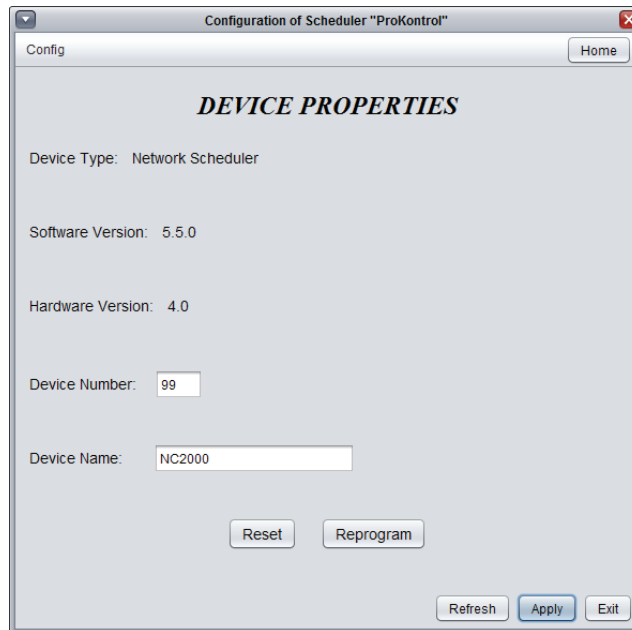 Configuration of Scheduler "ProKontrol"
Config Home
DEVICE PROPERTIES
Device Type: Network Scheduler
Software Version: 5.5.0
Hardware Version: 4.0
Device Number: 99
Device Name: NC2000
Reset Reprogram
Refresh Apply Exit